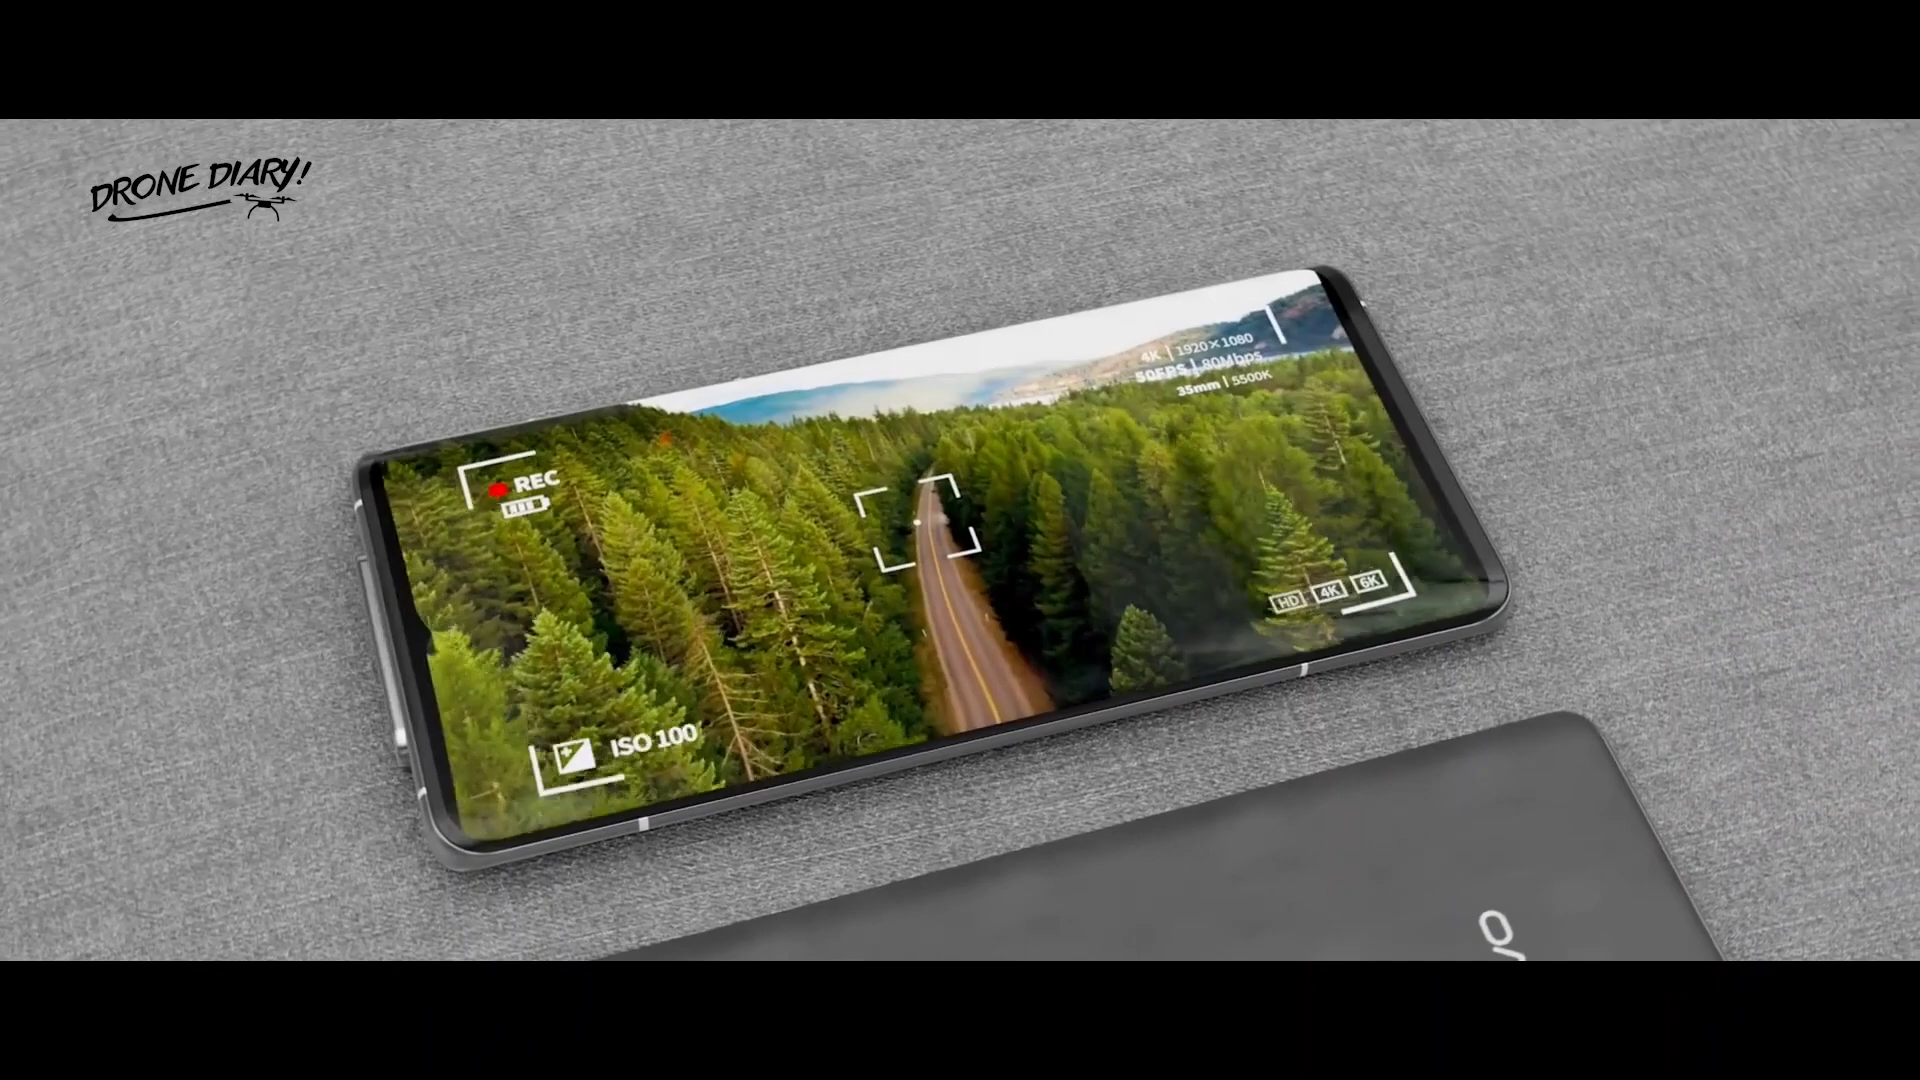 DRONE DIARY!
4K | 1920×1080
50FPS | 80Mbps
35mm | 5500K
REC
HD 4K 6K
ISO 100